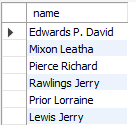 name
Edwards P. David
Mixon Leatha
Pierce Richard
Rawlings Jerry
Prior Lorraine
Lewis Jerry